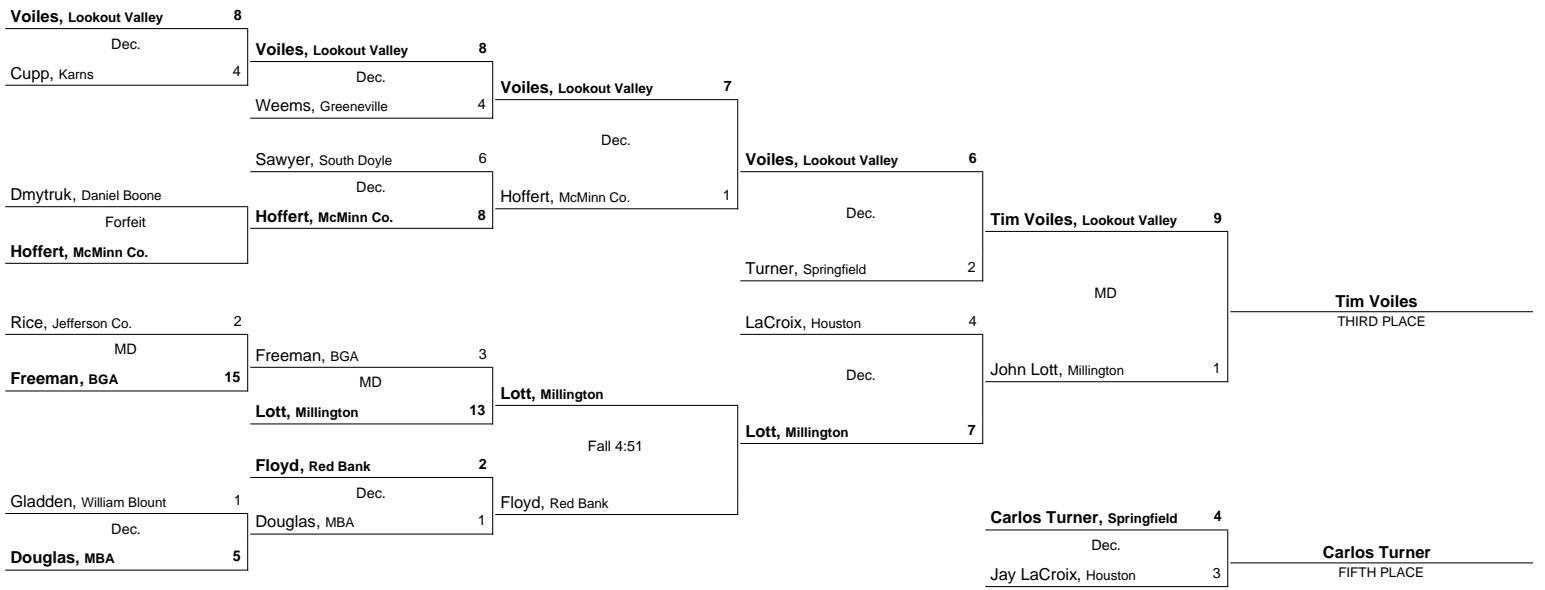 Voiles, Lookout Valley 8
Dec.
Cupp, Karns 4
Dmytruk, Daniel Boone
Forfeit
Hoffert, McMinn Co.
Rice, Jefferson Co. 2
MD
Freeman, BGA 15
Gladden, William Blount 1
Dec.
Douglas, MBA 5
Voiles, Lookout Valley 8
Dec.
Weems, Greeneville 4
Sawyer, South Doyle 6
Dec.
Hoffert, McMinn Co. 8
Freeman, BGA 3
MD
Lott, Millington 13
Floyd, Red Bank 2
Dec.
Douglas, MBA 1
Voiles, Lookout Valley 7
Dec.
Hoffert, McMinn Co. 1
Lott, Millington
Fall 4:51
Floyd, Red Bank
Voiles, Lookout Valley 6
Dec.
Turner, Springfield 2
LaCroix, Houston 4
Dec.
Lott, Millington 7
Tim Voiles, Lookout Valley 9
MD
John Lott, Millington 1
Carlos Turner, Springfield 4
Dec.
Jay LaCroix, Houston 3
Tim Voiles
THIRD PLACE
Carlos Turner
FIFTH PLACE